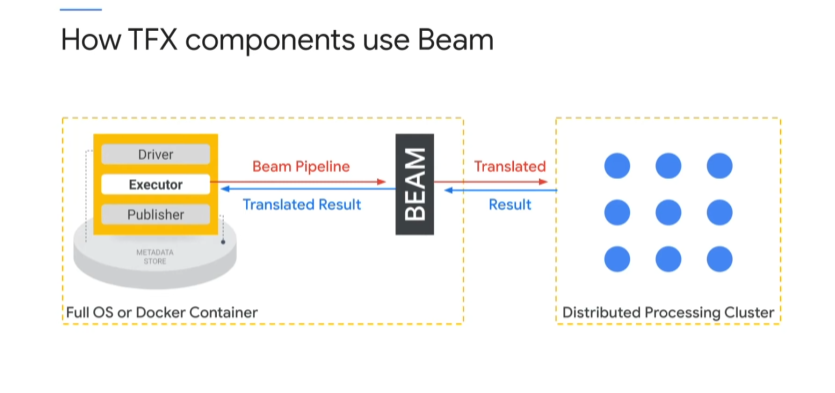 How TFX components use Beam
Driver
Executor
Publisher
METADATA
STORE
Beam Pipeline
Translated Result
BEAM
Translated
Result
Full OS or Docker Container
Distributed Processing Cluster